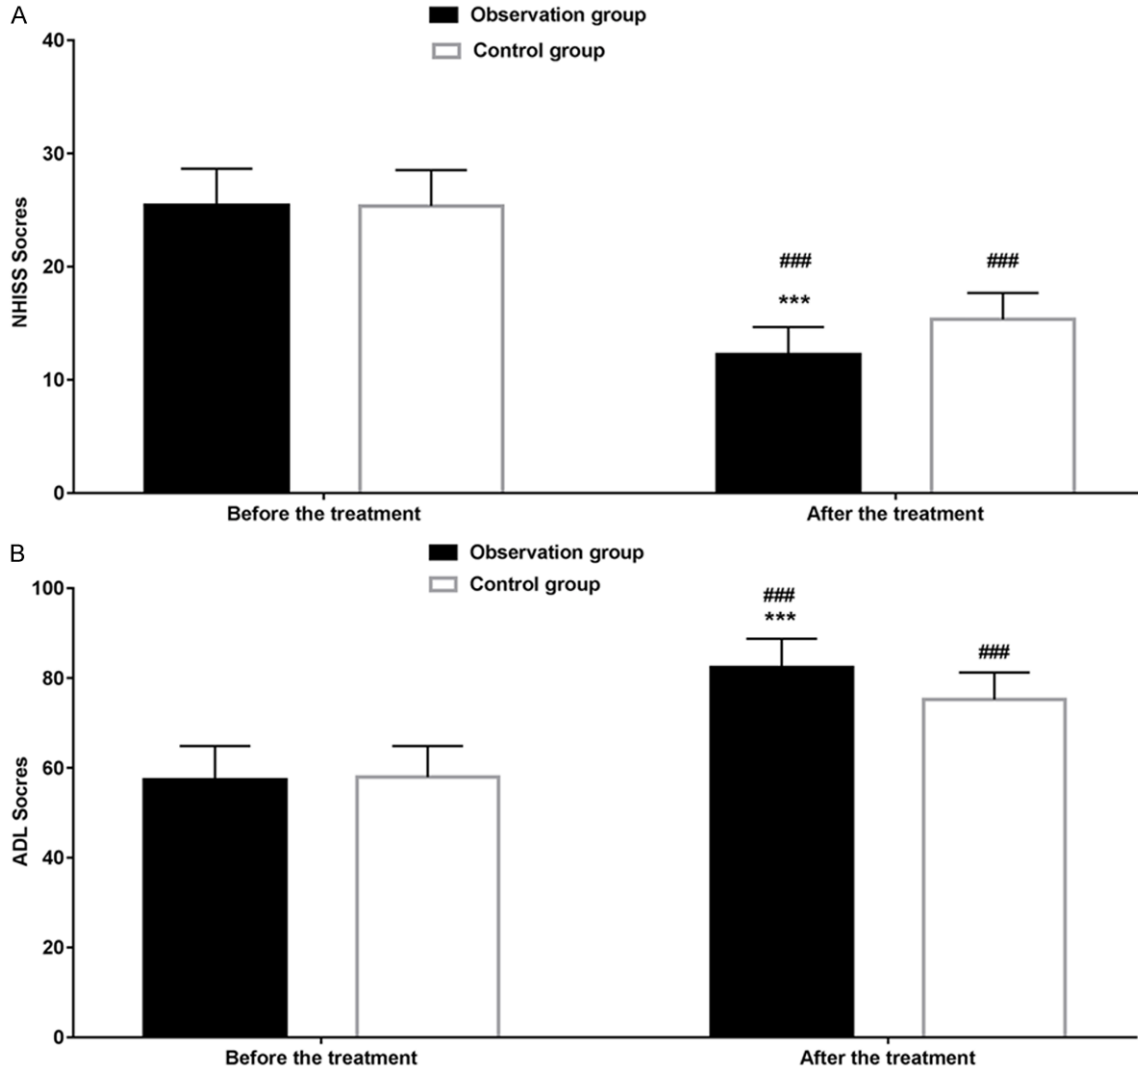 A
Observation group
Control group
40
30
20
10
0
NHISS Socres
###
***
###
Before the treatment
After the treatment
B
Observation group
Control group
100
80
60
40
20
0
ADL Socres
###
***
###
Before the treatment
After the treatment